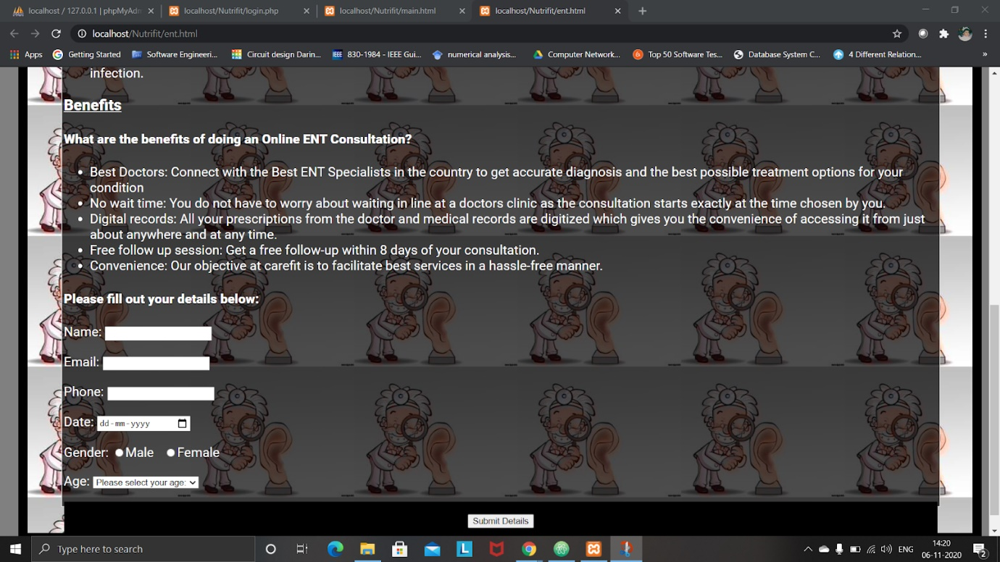 localhost / 127.0.0.1 | phpMyAdm
localhost/Nutrifit/login.php
localhost/Nutrifit/main.html
localhost/Nutrifit/ent.html
localhost/Nutrifit/ent.html
Apps
Getting Started
Software Engineeri...
Circuit design Darin...
IEEE
830-1984 - IEEE Gui...
numerical analysis...
Computer Network...
Top 50 Software Tes...
Database System C...
4 Different Relation...
»
infection.
Benefits
What are the benefits of doing an Online ENT Consultation?
• Best Doctors: Connect with the Best ENT Specialists in the country to get accurate diagnosis and the best possible treatment options for your
condition
• No wait time: You do not have to worry about waiting in line at a doctors clinic as the consultation starts exactly at the time chosen by you.
• Digital records: All your prescriptions from the doctor and medical records are digitized which gives you the convenience of accessing it from just
about anywhere and at any time.
• Free follow up session: Get a free follow-up within 8 days of your consultation.
• Convenience: Our objective at carefit is to facilitate best services in a hassle-free manner.
Please fill out your details below:
Name:
Email:
Phone:
Date: dd-mm-yyyy
Gender: Male Female
Age: Please select your age:
Submit Details
Type here to search
L
ENG
14:20
06-11-2020
2